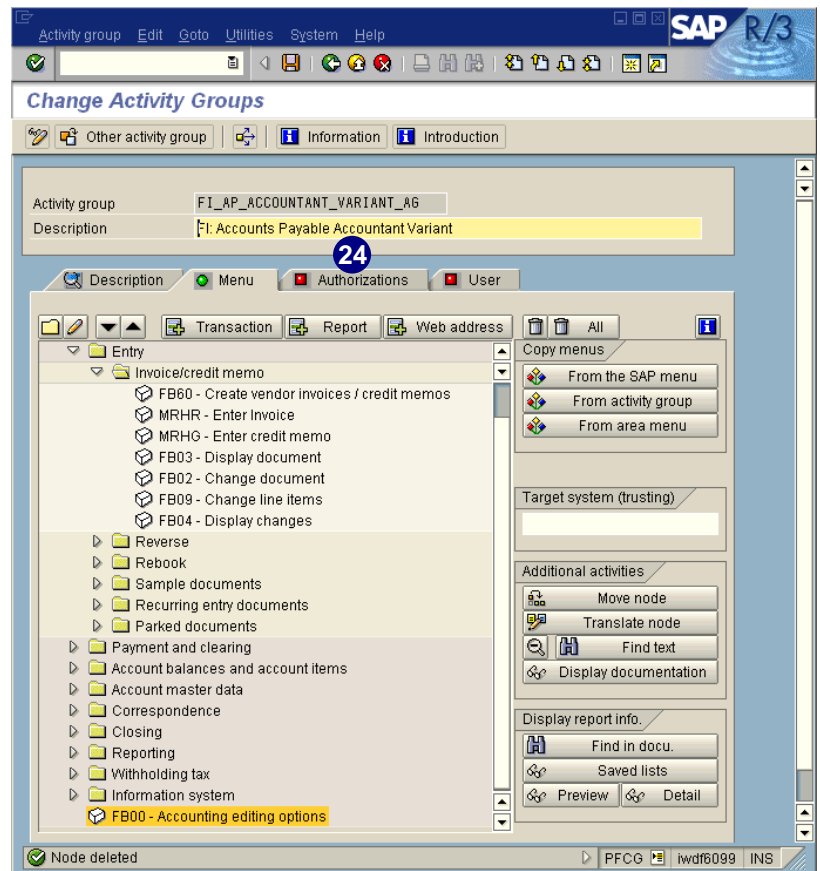 Activity group Edit Goto Utilities System Help
SAP R/3
Change Activity Groups
Other activity group Information Introduction
Activity group FI_AP_ACCOUNTANT_VARIANT_AG
Description FI: Accounts Payable Accountant Variant
24
Description Menu Authorizations User
Transaction Report Web address All
Entry
Invoice/credit memo
FB60 - Create vendor invoices / credit memos
MRHR - Enter Invoice
MRHG - Enter credit memo
FB03 - Display document
FB02 - Change document
FB09 - Change line items
FB04 - Display changes
Reverse
Rebook
Sample documents
Recurring entry documents
Parked documents
Payment and clearing
Account balances and account items
Account master data
Correspondence
Closing
Reporting
Withholding tax
Information system
FB00 - Accounting editing options
Copy menus
From the SAP menu
From activity group
From area menu
Target system (trusting)
Additional activities
Move node
Translate node
Find text
Display documentation
Display report info.
Find in docu.
Saved lists
Preview Detail
Node deleted PFCG iwdf6099 INS